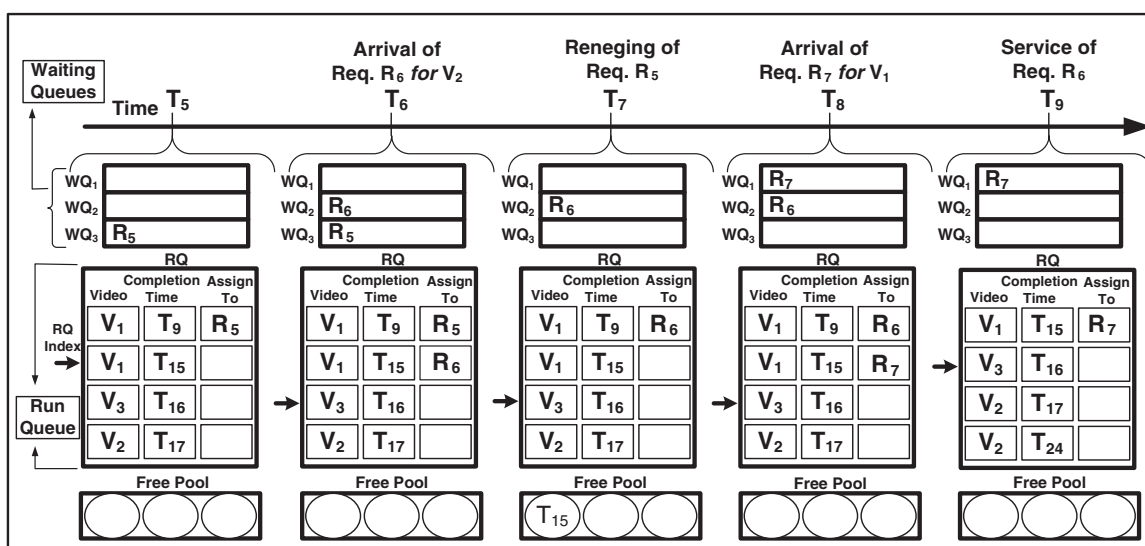 Arrival of
Req. R6 for V2
Reneging of
Req. R5
Arrival of
Req. R7 for V1
Service of
Req. R6
Waiting
Queues
Time T5 T6 T7 T8 T9
WQ1 WQ1 WQ1 WQ1 R7 WQ1 R7
WQ2 WQ2 R6 WQ2 R6 WQ2 R6 WQ2
WQ3 R5 WQ3 R5 WQ3 WQ3 WQ3
RQ RQ RQ RQ RQ
Completion Assign Completion Assign Completion Assign Completion Assign Completion Assign
Video Time To Video Time To Video Time To Video Time To Video Time To
V1 T9 R5 V1 T9 R5 V1 T9 R6 V1 T9 R6 V1 T15 R7
RQ
Index
V1 T15 V1 T15 R6 V1 T15 V1 T15 R7 V3 T16
Run
Queue
V3 T16 V3 T16 V3 T16 V3 T16 V2 T17
V2 T17 V2 T17 V2 T17 V2 T17 V2 T24
Free Pool Free Pool Free Pool Free Pool Free Pool
T15